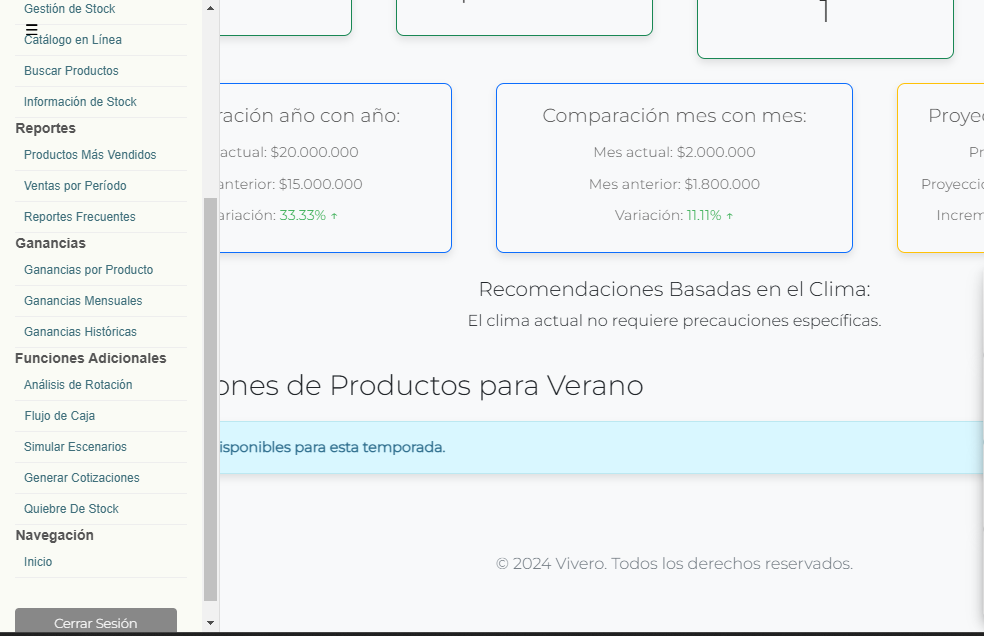 Gestión de Stock
Catálogo en Línea
Buscar Productos
Información de Stock
Reportes
Productos Más Vendidos
Ventas por Período
Reportes Frecuentes
Ganancias
Ganancias por Producto
Ganancias Mensuales
Ganancias Históricas
Funciones Adicionales
Análisis de Rotación
Flujo de Caja
Simular Escenarios
Generar Cotizaciones
Quiebre De Stock
Navegación
Inicio
Cerrar Sesión
ración año con año:
actual: $20.000.000
anterior: $15.000.000
ariación: 33.33% ↑
Comparación mes con mes:
Mes actual: $2.000.000
Mes anterior: $1.800.000
Variación: 11.11% ↑
Proyec
Pr
Proyecció
Increm
Recomendaciones Basadas en el Clima:
El clima actual no requiere precauciones específicas.
ones de Productos para Verano
isponibles para esta temporada.
© 2024 Vivero. Todos los derechos reservados.